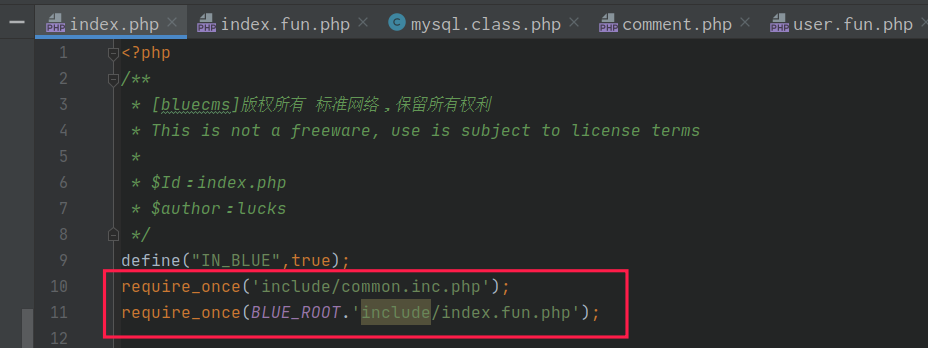 index.php index.fun.php mysql.class.php comment.php user.fun.php
1 <?php
2 /**
3 * [bluecms]版权所有 标准网络，保留所有权利
4 * This is not a freeware, use is subject to license terms
5 *
6 * $Id：index.php
7 * $author：lucks
8 */
9 define("IN_BLUE",true);
10 require_once('include/common.inc.php');
11 require_once(BLUE_ROOT.'include/index.fun.php');
12